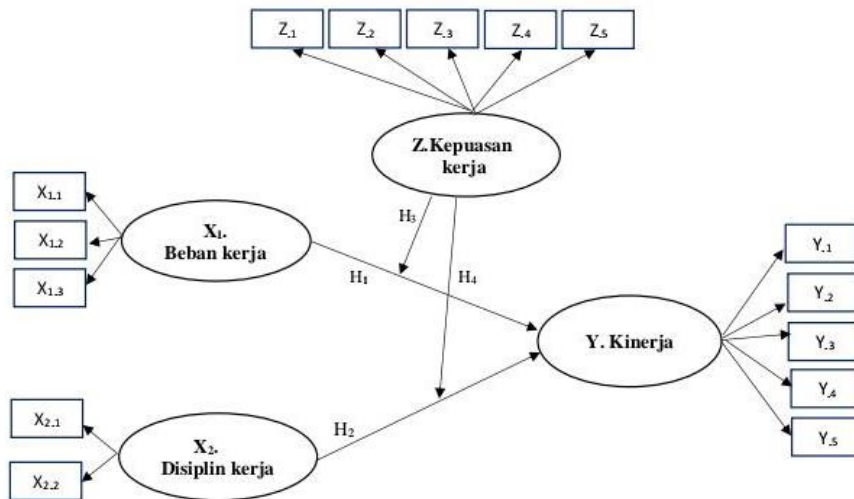 Z.1 Z.2 Z.3 Z.4 Z.5
Z.Kepuasan
kerja
X1.1
X1.2
X1.3
X1.
Beban kerja
H3
H1
H4
Y. Kinerja
Y.1
Y.2
Y.3
Y.4
Y.5
X2.1
X2.2
X2.
Disiplin kerja
H2